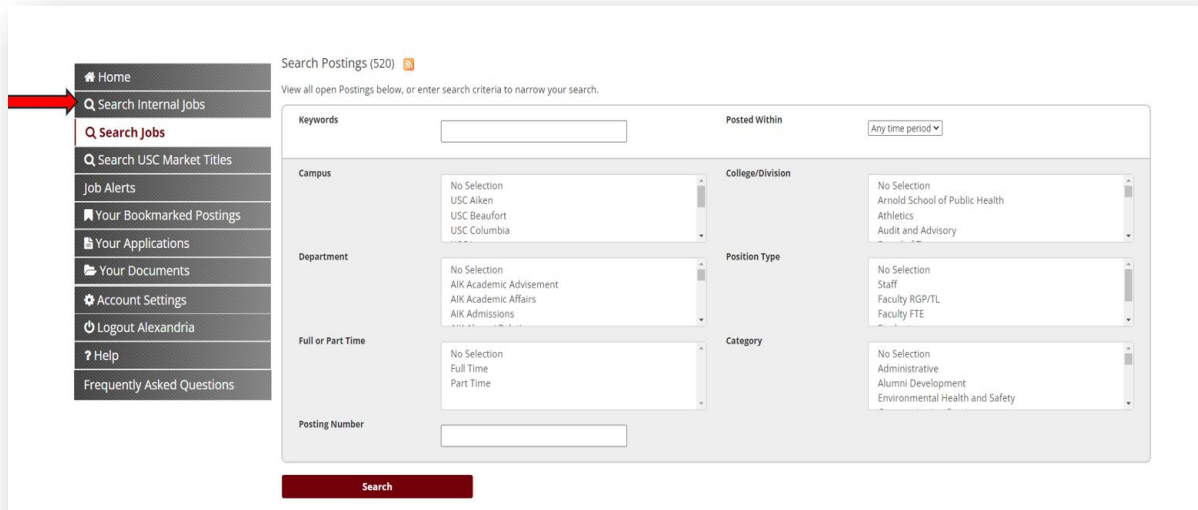 Home
Search Internal Jobs
Search Jobs
Search USC Market Titles
Job Alerts
Your Bookmarked Postings
Your Applications
Your Documents
Account Settings
Logout Alexandria
? Help
Frequently Asked Questions
Search Postings (520)
View all open Postings below, or enter search criteria to narrow your search.
Keywords
Posted Within
Any time period
Campus
No Selection
USC Aiken
USC Beaufort
USC Columbia
College/Division
No Selection
Arnold School of Public Health
Athletics
Audit and Advisory
Department
No Selection
AIK Academic Advisement
AIK Academic Affairs
AIK Admissions
Position Type
No Selection
Staff
Faculty RGP/TL
Faculty FTE
Full or Part Time
No Selection
Full Time
Part Time
Category
No Selection
Administrative
Alumni Development
Environmental Health and Safety
Posting Number
Search